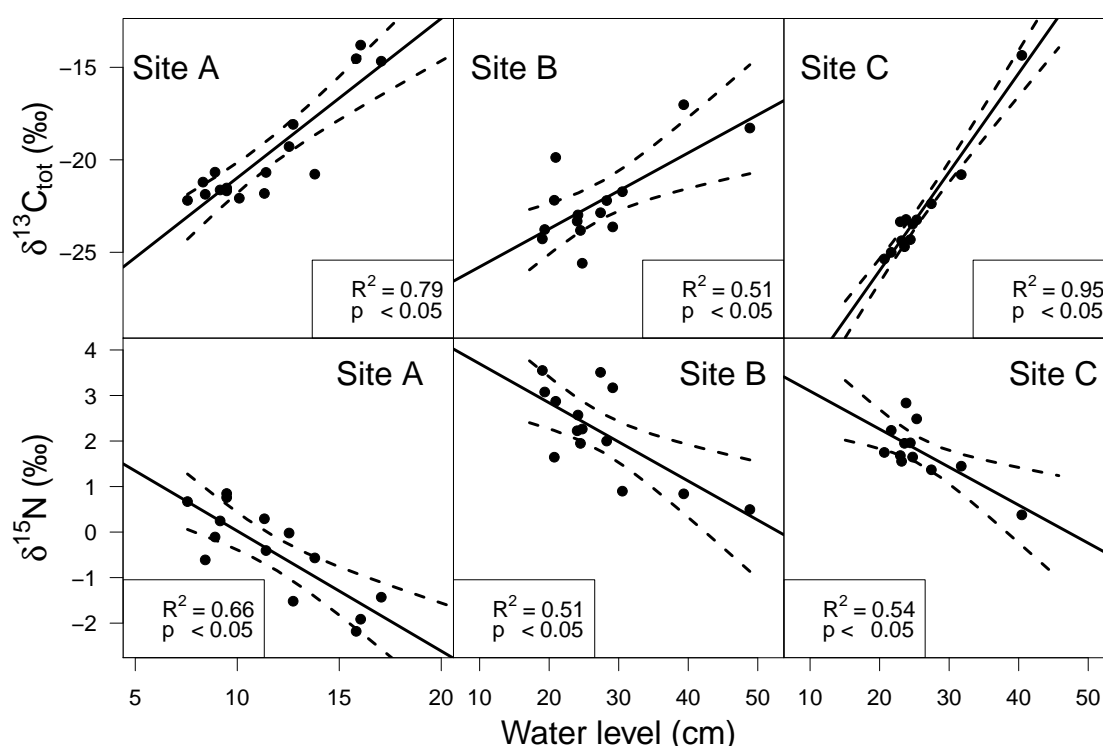 Site A
Site B
Site C
−15
−20
−25
δ¹³C_tot (‰)
R² = 0.79
p < 0.05
R² = 0.51
p < 0.05
R² = 0.95
p < 0.05
Site A
Site B
Site C
4
3
2
1
0
−1
−2
δ¹⁵N (‰)
R² = 0.66
p < 0.05
R² = 0.51
p < 0.05
R² = 0.54
p < 0.05
5 10 15 20 10 20 30 40 50 10 20 30 40 50
Water level (cm)